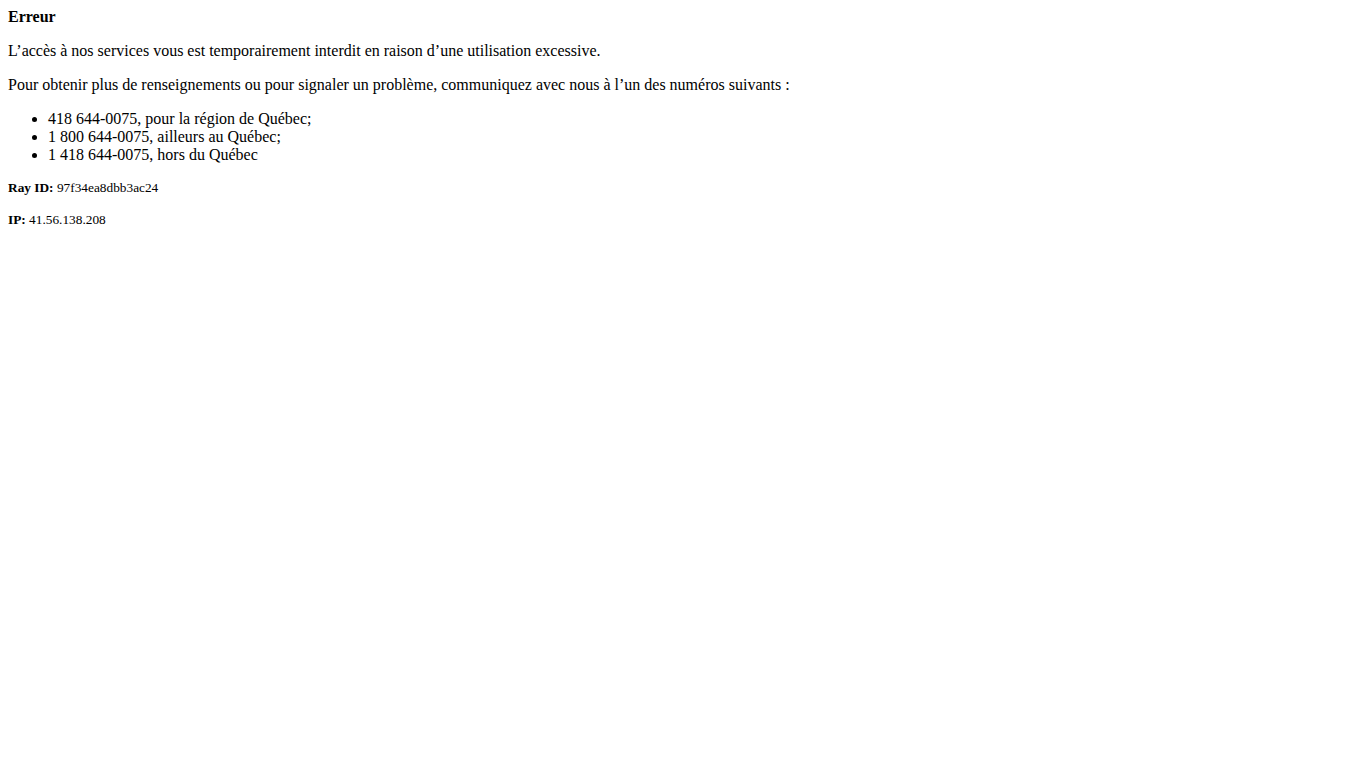 Erreur
L’accès à nos services vous est temporairement interdit en raison d’une utilisation excessive.
Pour obtenir plus de renseignements ou pour signaler un problème, communiquez avec nous à l’un des numéros suivants :
• 418 644-0075, pour la région de Québec;
• 1 800 644-0075, ailleurs au Québec;
• 1 418 644-0075, hors du Québec
Ray ID: 97f34ea8dbb3ac24
IP: 41.56.138.208